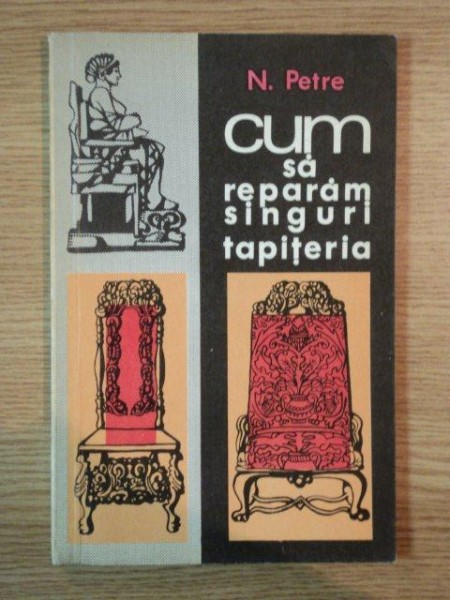 N. Petre
cum
să
reparăm
singuri
tapițeria